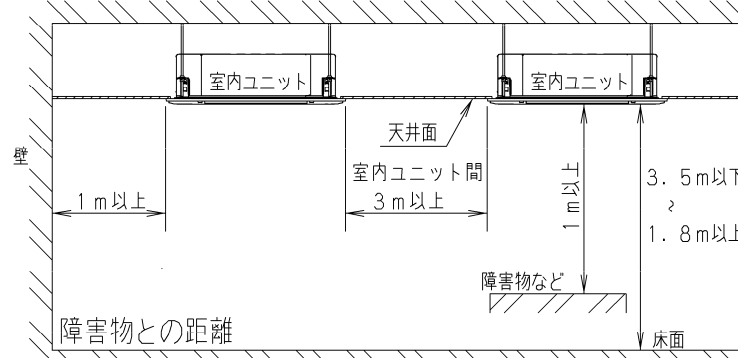 室内ユニット
室内ユニット
天井面
壁
室内ユニット間
1m以上
3m以上
1m以上
3.5m以下
~
1.8m以上
障害物など
障害物との距離
床面